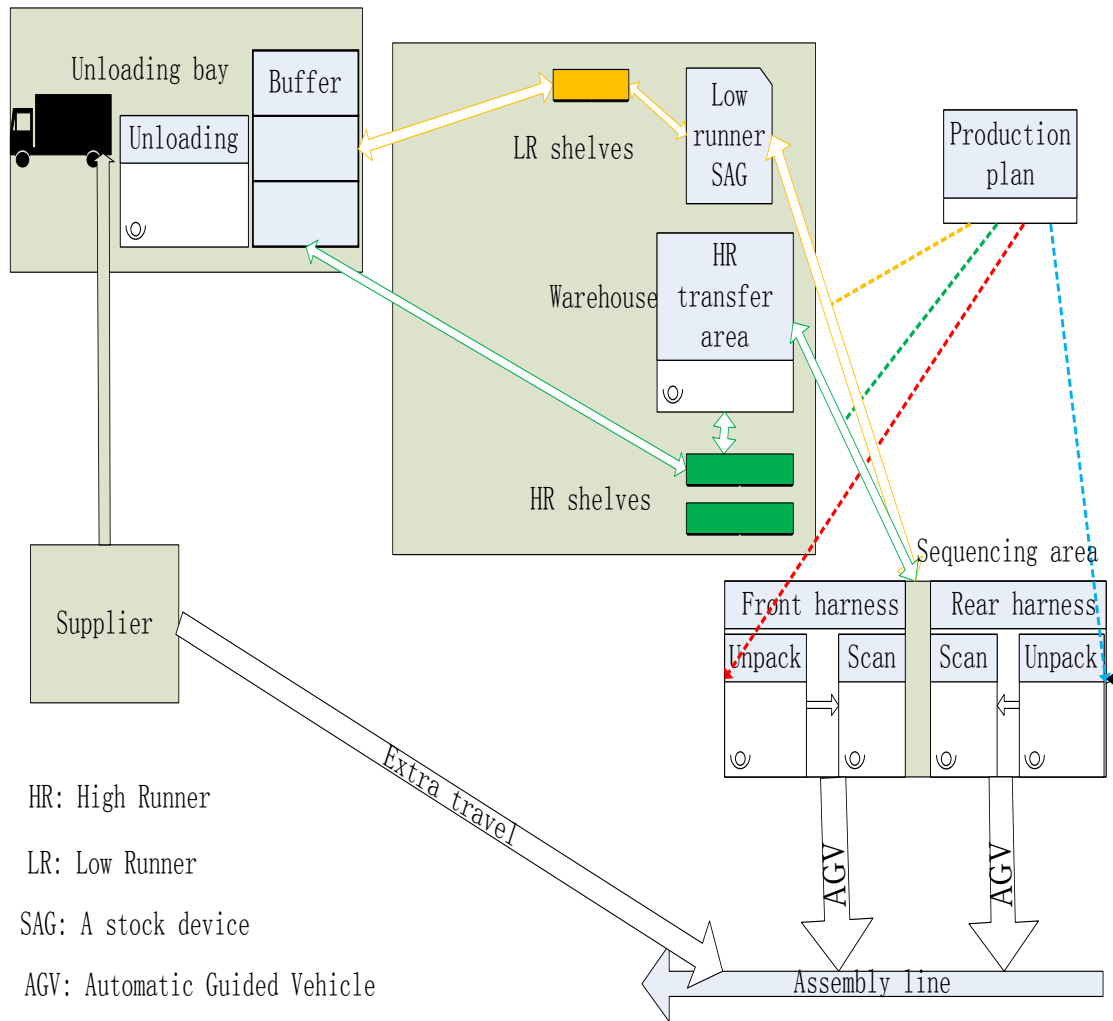 Unloading bay
Buffer
Unloading
LR shelves
Low
runner
SAG
Production
plan
HR
transfer
area
Warehouse
HR shelves
Sequencing area
Supplier
Front harness
Rear harness
Unpack
Scan
Scan
Unpack
Extra travel
HR: High Runner
LR: Low Runner
SAG: A stock device
AGV: Automatic Guided Vehicle
AGV
AGV
Assembly line